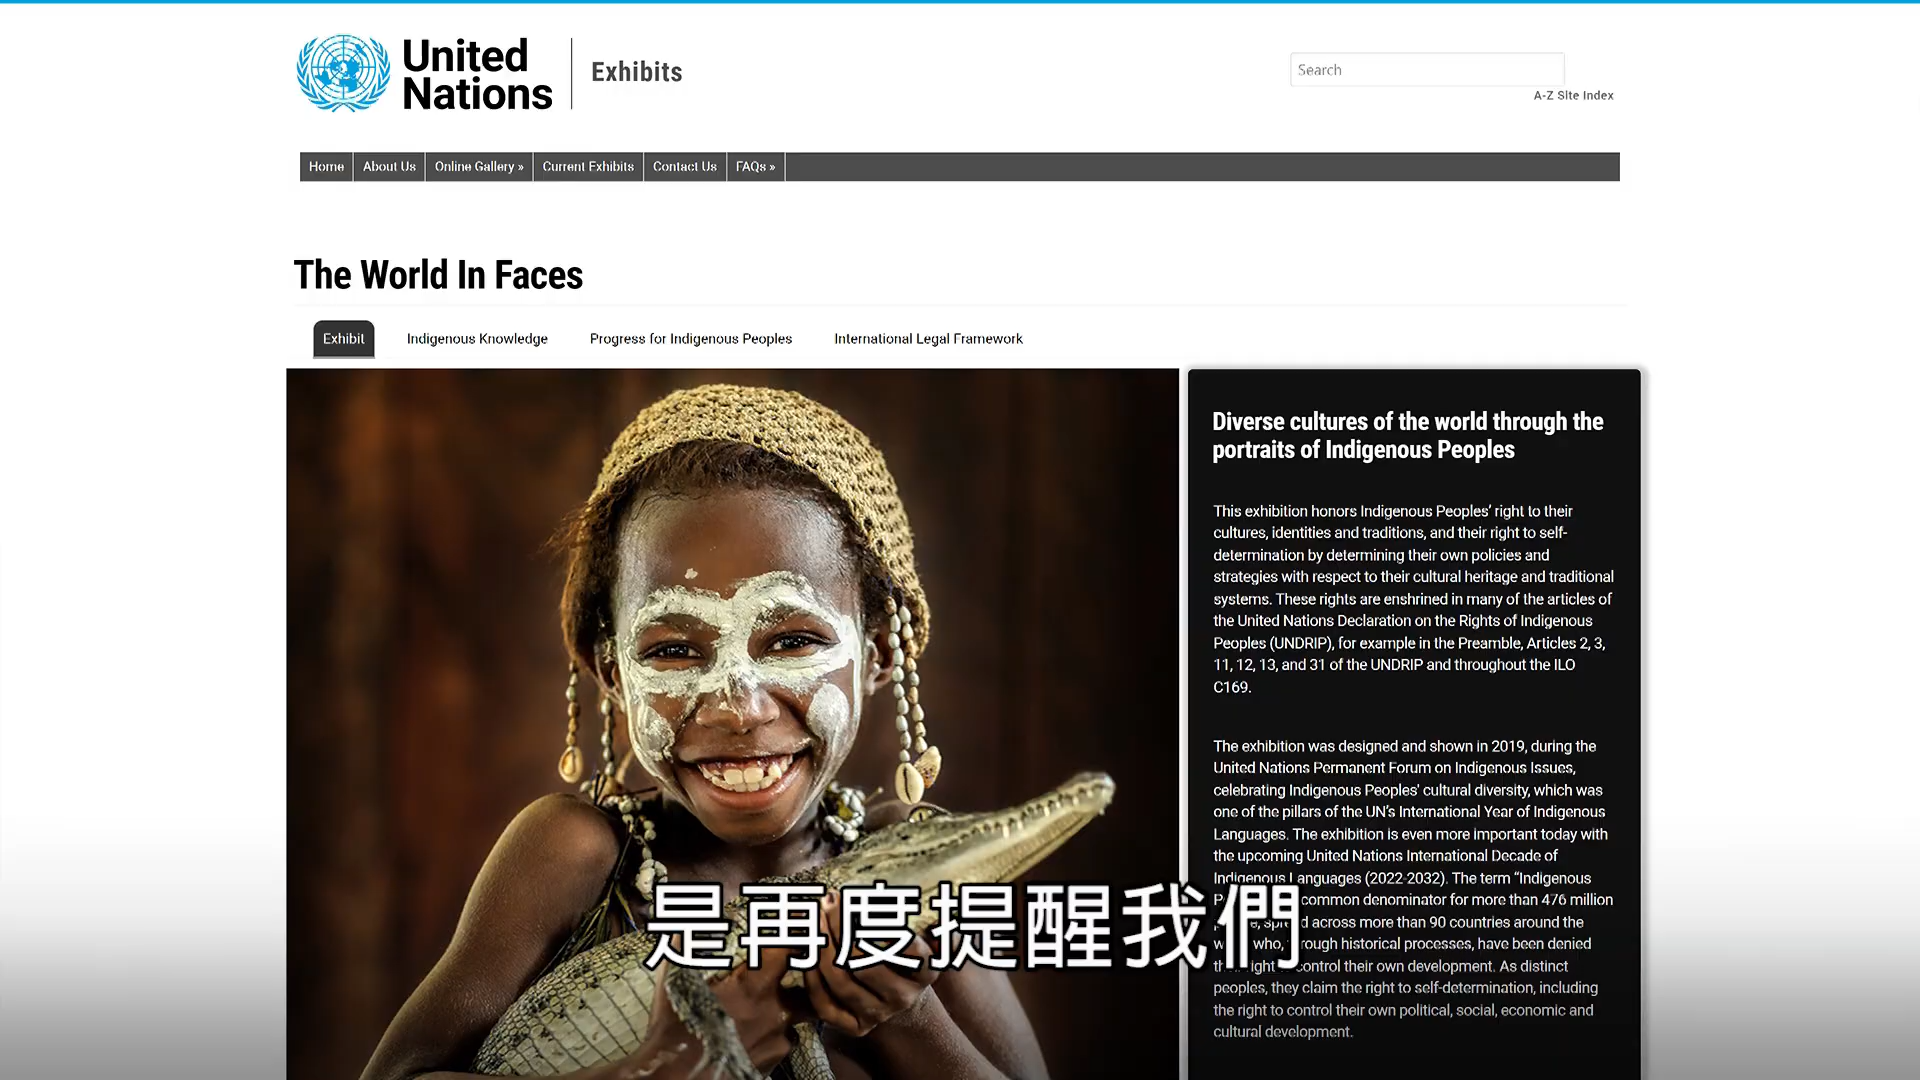 United
Nations
Exhibits
Search
A-Z Site Index
Home
About Us
Online Gallery »
Current Exhibits
Contact Us
FAQs »
The World In Faces
Exhibit
Indigenous Knowledge
Progress for Indigenous Peoples
International Legal Framework
Diverse cultures of the world through the
portraits of Indigenous Peoples
This exhibition honors Indigenous Peoples’ right to their
cultures, identities and traditions, and their right to self-
determination by determining their own policies and
strategies with respect to their cultural heritage and traditional
systems. These rights are enshrined in many of the articles of
the United Nations Declaration on the Rights of Indigenous
Peoples (UNDRIP), for example in the Preamble, Articles 2, 3,
11, 12, 13, and 31 of the UNDRIP and throughout the ILO
C169.
The exhibition was designed and shown in 2019, during the
United Nations Permanent Forum on Indigenous Issues,
celebrating Indigenous Peoples' cultural diversity, which was
one of the pillars of the UN’s International Year of Indigenous
Languages. The exhibition is even more important today with
the upcoming United Nations International Decade of
Indigenous Languages (2022-2032). The term “Indigenous
common denominator for more than 476 million
across more than 90 countries around the
who, through historical processes, have been denied
their right control their own development. As distinct
peoples, they claim the right to self-determination, including
the right to control their own political, social, economic and
cultural development.
是再度提醒我們